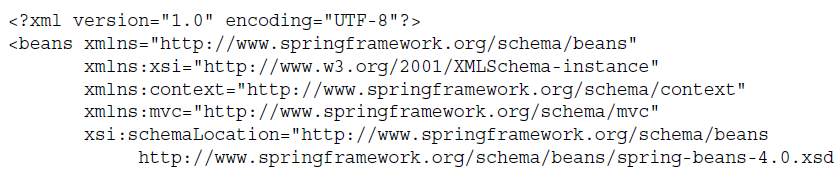 <?xml version="1.0" encoding="UTF-8"?>
<beans xmlns="http://www.springframework.org/schema/beans"
xmlns:xsi="http://www.w3.org/2001/XMLSchema-instance"
xmlns:context="http://www.springframework.org/schema/context"
xmlns:mvc="http://www.springframework.org/schema/mvc"
xsi:schemaLocation="http://www.springframework.org/schema/beans
http://www.springframework.org/schema/beans/spring-beans-4.0.xsd